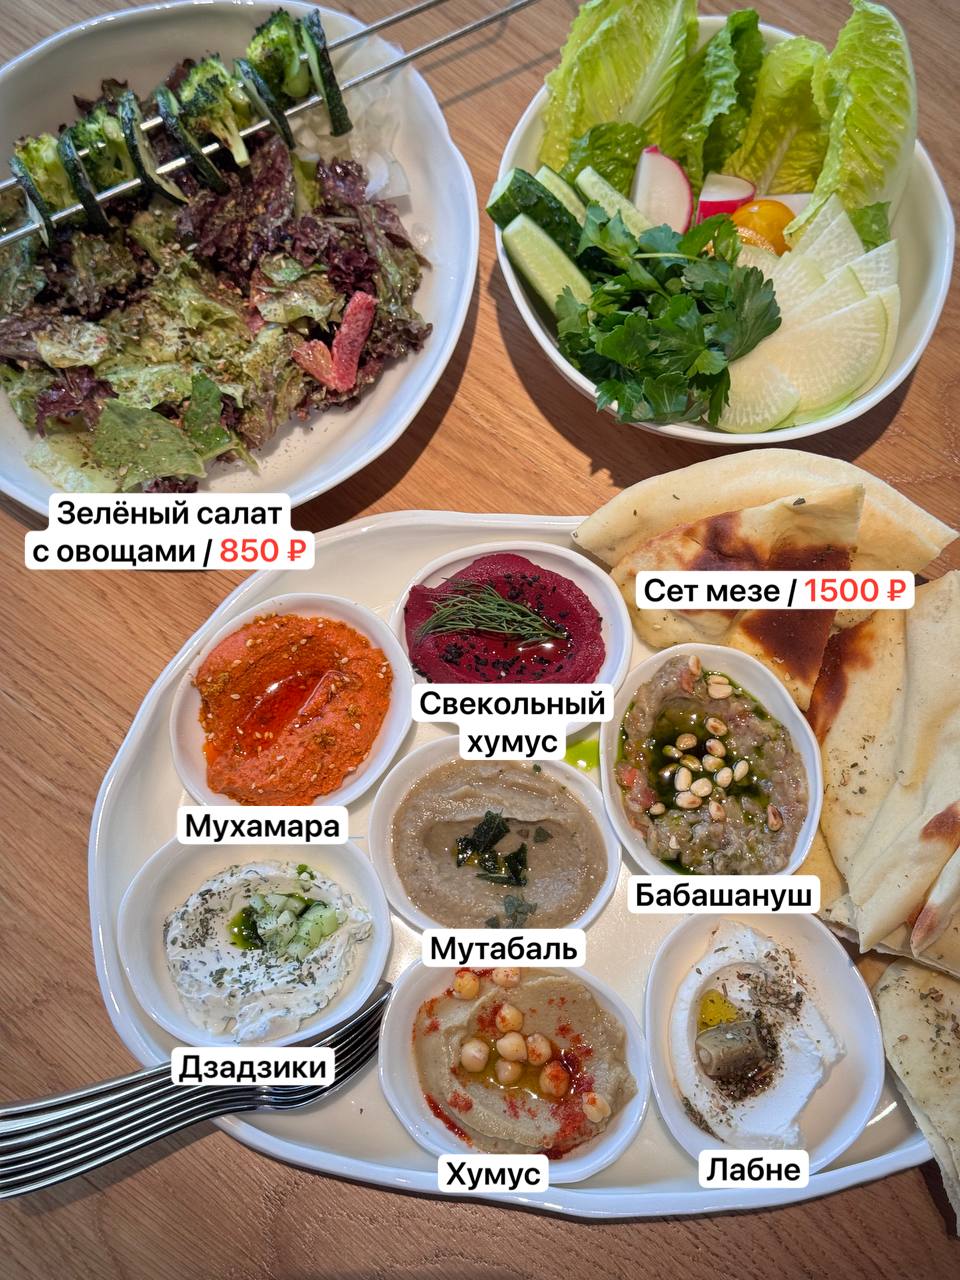 Зелёный салат
с овощами / 850 ₽
Сет мезе / 1500 ₽
Свекольный
хумус
Мухамара
Бабашануш
Мутабаль
Дзадзики
Хумус
Лабне